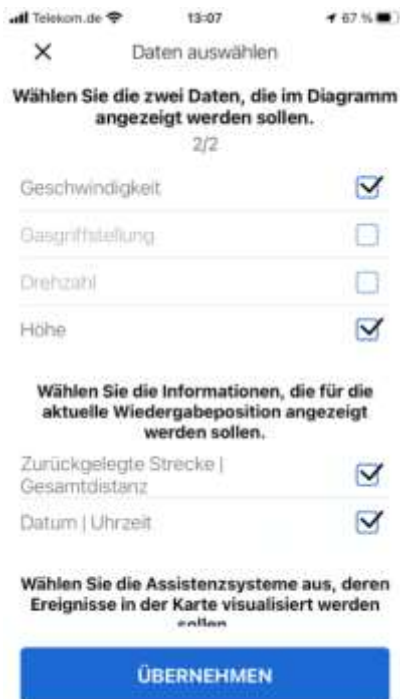 Telekom.de 13:07 67 %
Daten auswählen
Wählen Sie die zwei Daten, die im Diagramm
angezeigt werden sollen.
2/2
Geschwindigkeit
Gasgriffstellung
Drehzahl
Höhe
Wählen Sie die Informationen, die für die
aktuelle Wiedergabeposition angezeigt
werden sollen.
Zurückgelegte Strecke |
Gesamtdistanz
Datum | Uhrzeit
Wählen Sie die Assistenzsysteme aus, deren
Ereignisse in der Karte visualisiert werden
sollen
ÜBERNEHMEN